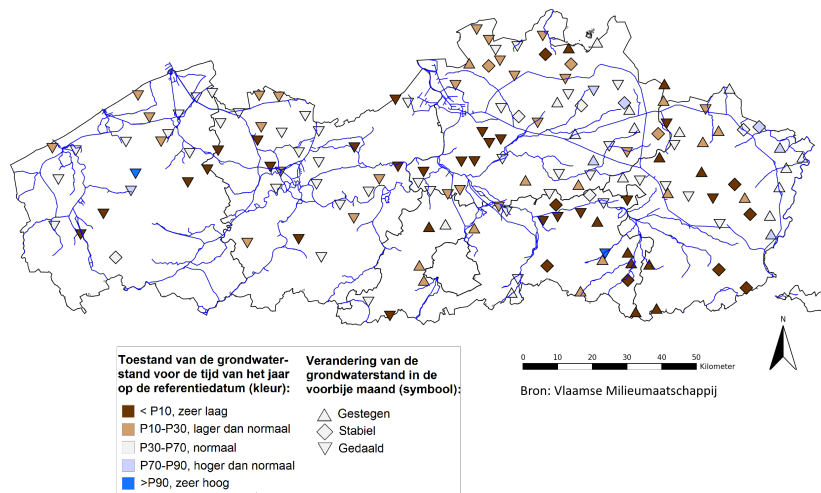 N
0 10 20 30 40 50
Kilometer
Bron: Vlaamse Milieumaatschappij
Toestand van de grondwater-
stand voor de tijd van het jaar
op de referentiedatum (kleur):
< P10, zeer laag
P10-P30, lager dan normaal
P30-P70, normaal
P70-P90, hoger dan normaal
>P90, zeer hoog
Verandering van de
grondwaterstand in de
voorbije maand (symbool):
Gestegen
Stabiel
Gedaald